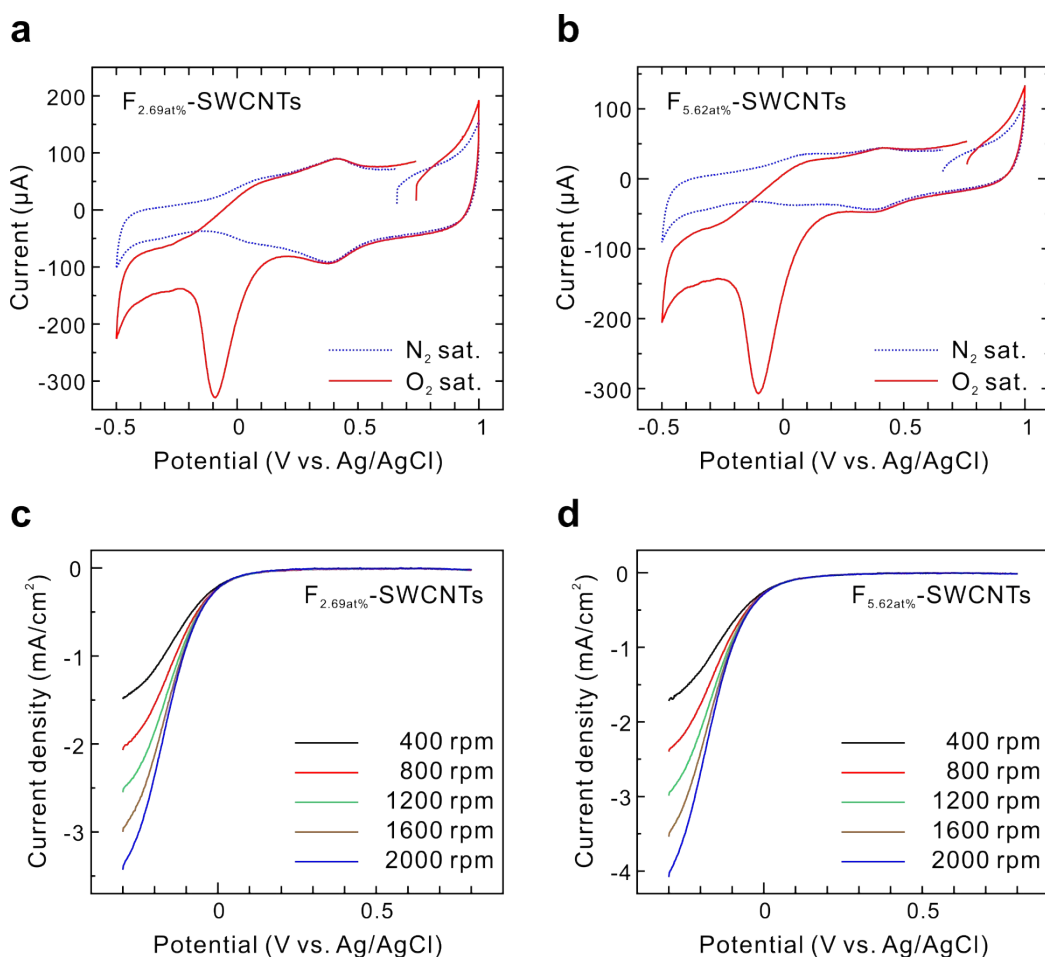 a
F2.69at%-SWCNTs
200
100
0
-100
-200
-300
Current (μA)
N2 sat.
O2 sat.
-0.5
0
0.5
1
Potential (V vs. Ag/AgCl)
b
F5.62at%-SWCNTs
100
0
-100
-200
-300
Current (μA)
N2 sat.
O2 sat.
-0.5
0
0.5
1
Potential (V vs. Ag/AgCl)
c
F2.69at%-SWCNTs
0
-1
-2
-3
Current density (mA/cm²)
400 rpm
800 rpm
1200 rpm
1600 rpm
2000 rpm
0
0.5
Potential (V vs. Ag/AgCl)
d
F5.62at%-SWCNTs
0
-1
-2
-3
-4
Current density (mA/cm²)
400 rpm
800 rpm
1200 rpm
1600 rpm
2000 rpm
0
0.5
Potential (V vs. Ag/AgCl)